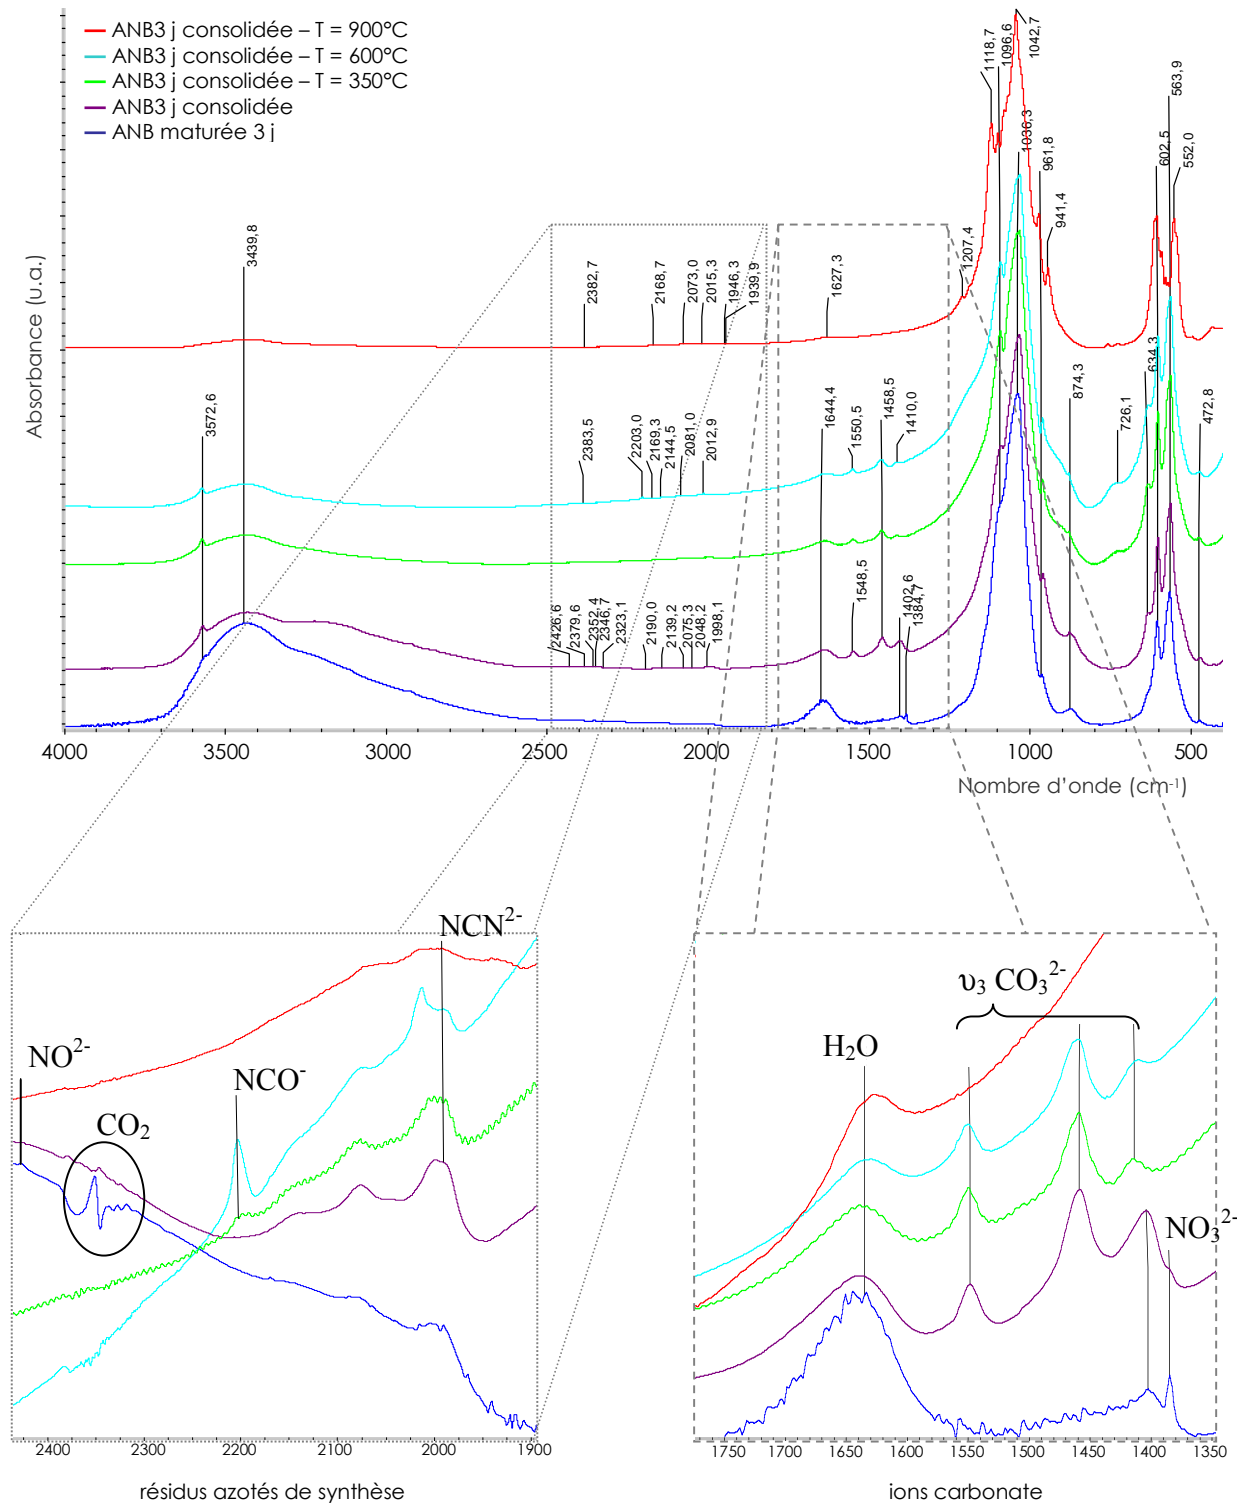 ANB3 j consolidée – T = 900°C
ANB3 j consolidée – T = 600°C
ANB3 j consolidée – T = 350°C
ANB3 j consolidée
ANB maturée 3 j
Absorbance (u.a.)
3439,8
2382,7
2168,7
2073,0
2015,3
1946,3
1939,9
1627,3
1207,4
1118,7
1096,6
1042,7
1036,3
961,8
941,4
602,5
563,9
552,0
3572,6
2383,5
2203,0
2169,3
2144,5
2081,0
2012,9
1644,4
1550,5
1458,5
1410,0
874,3
726,1
634,3
472,8
2426,6
2379,6
2352,4
2346,7
2323,1
2190,0
2139,2
2075,3
2048,2
1998,1
1548,5
1402,6
1384,7
4000 3500 3000 2500 2000 1500 1000 500
Nombre d’onde (cm-1)
NCN²⁻
NO²⁻
NCO⁻
CO₂
2400 2300 2200 2100 2000 1900
résidus azotés de synthèse
υ₃ CO₃²⁻
H₂O
NO₃²⁻
1750 1700 1650 1600 1550 1500 1450 1400 1350
ions carbonate